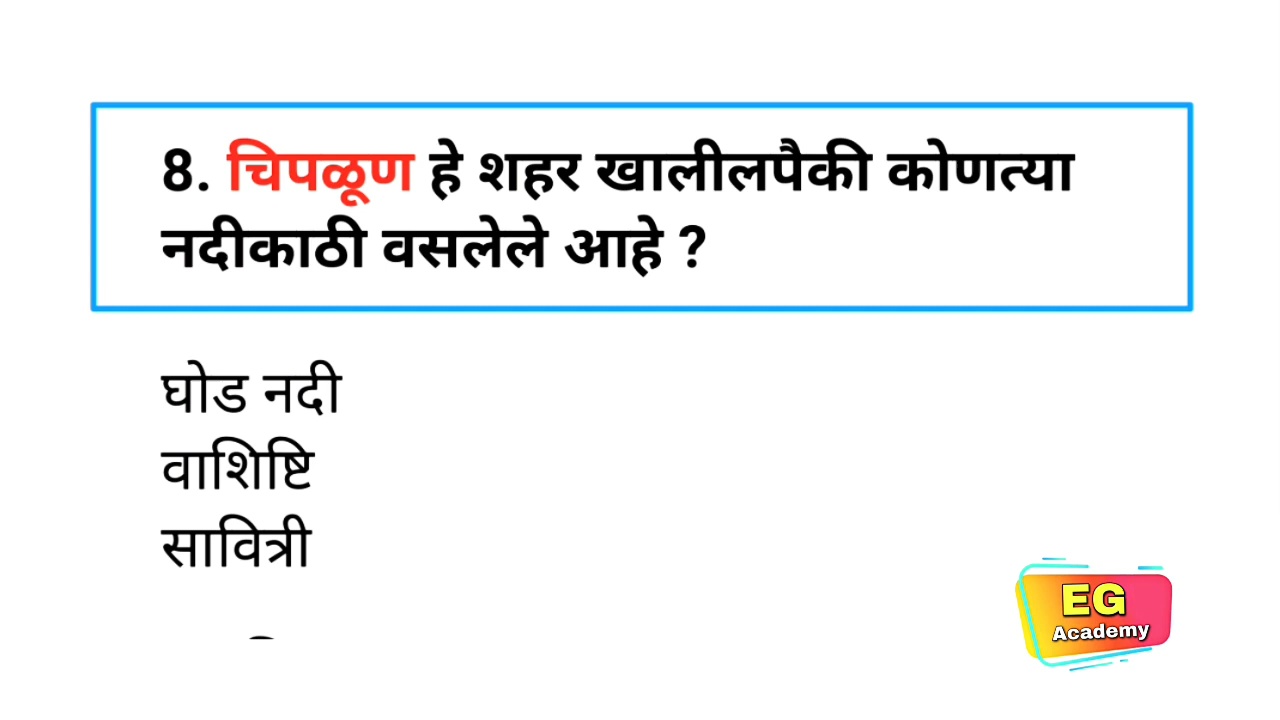 8. चिपळूण हे शहर खालीलपैकी कोणत्या
नदीकाठी वसलेले आहे ?
घोड नदी
वाशिष्टि
सावित्री
EG
Academy